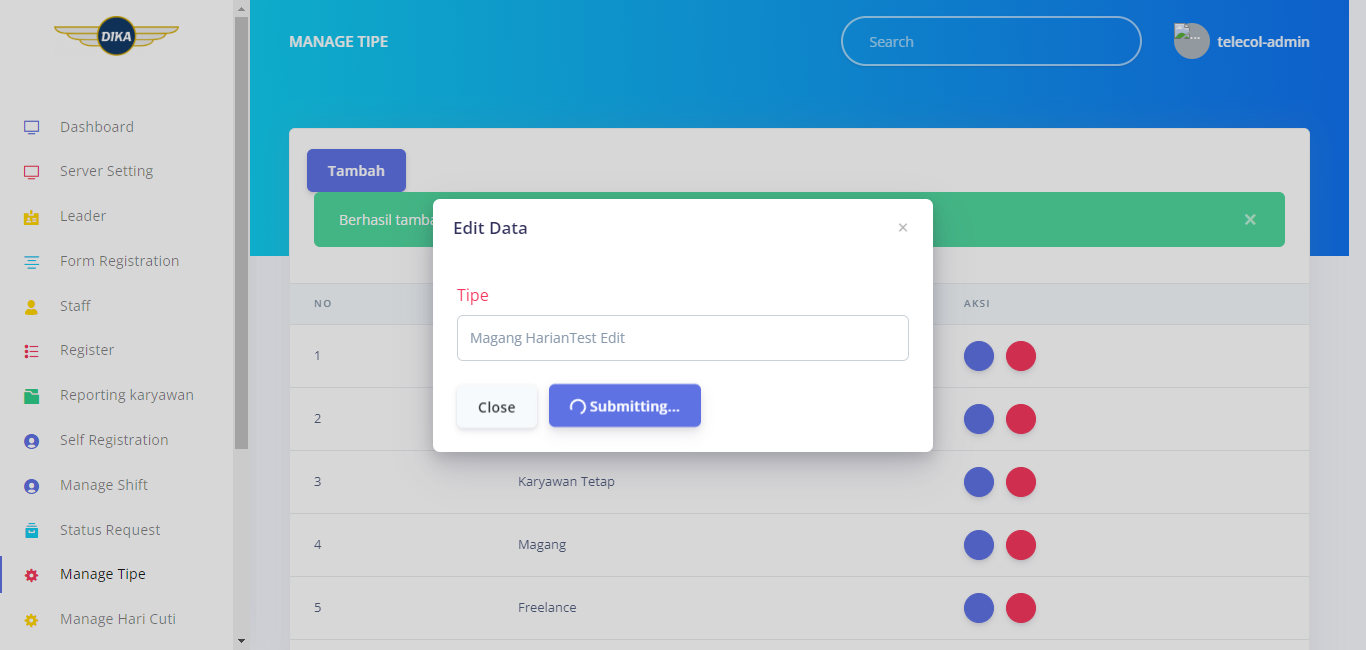 DIKA
MANAGE TIPE
Search
...
telecol-admin
Dashboard
Server Setting
Leader
Form Registration
Staff
Register
Reporting karyawan
Self Registration
Manage Shift
Status Request
Manage Tipe
Manage Hari Cuti
Tambah
Berhasil
×
Edit Data
×
Tipe
Magang HarianTest Edit
Close
Submitting...
NO
AKSI
1
2
3
Karyawan Tetap
4
Magang
5
Freelance